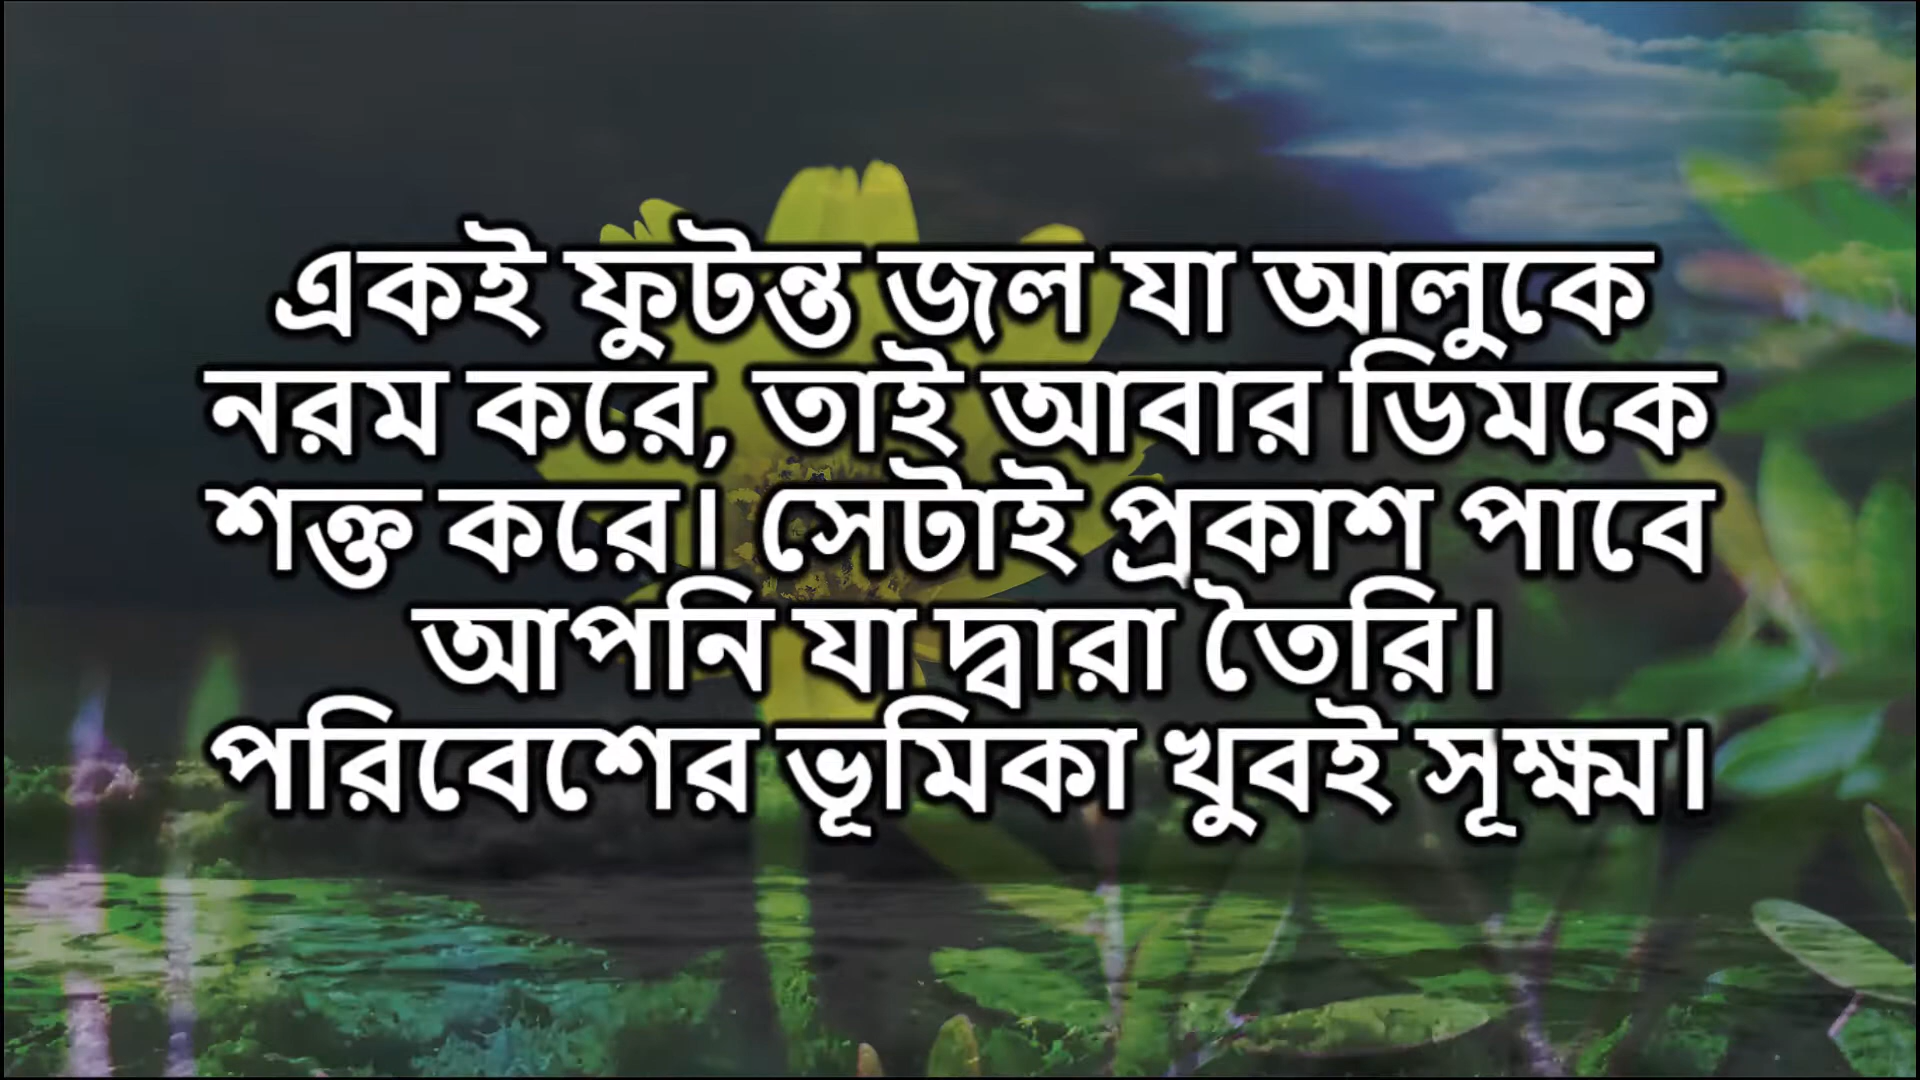 একই ফুটন্ত জল যা আলুকে
নরম করে, তাই আবার ডিমকে
শক্ত করে। সেটাই প্রকাশ পাবে
আপনি যা দ্বারা তৈরি।
পরিবেশের ভূমিকা খুবই সূক্ষ্ম।